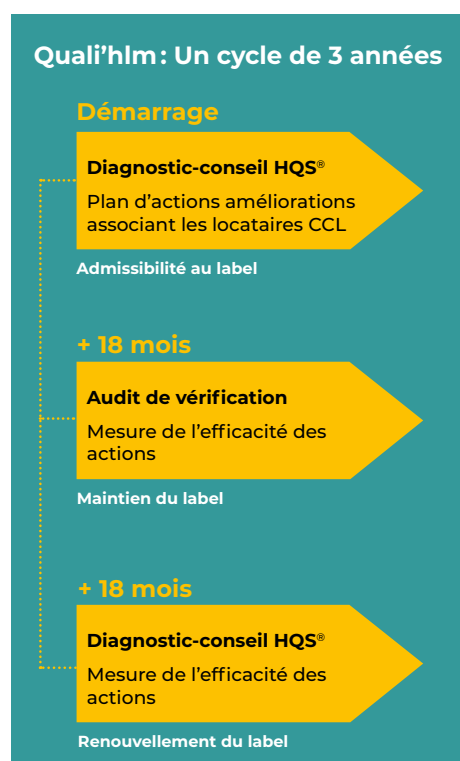 Quali’hlm : Un cycle de 3 années
Démarrage
Diagnostic-conseil HQS®
Plan d’actions améliorations
associant les locataires CCL
Admissibilité au label
+ 18 mois
Audit de vérification
Mesure de l’efficacité des
actions
Maintien du label
+ 18 mois
Diagnostic-conseil HQS®
Mesure de l’efficacité des
actions
Renouvellement du label